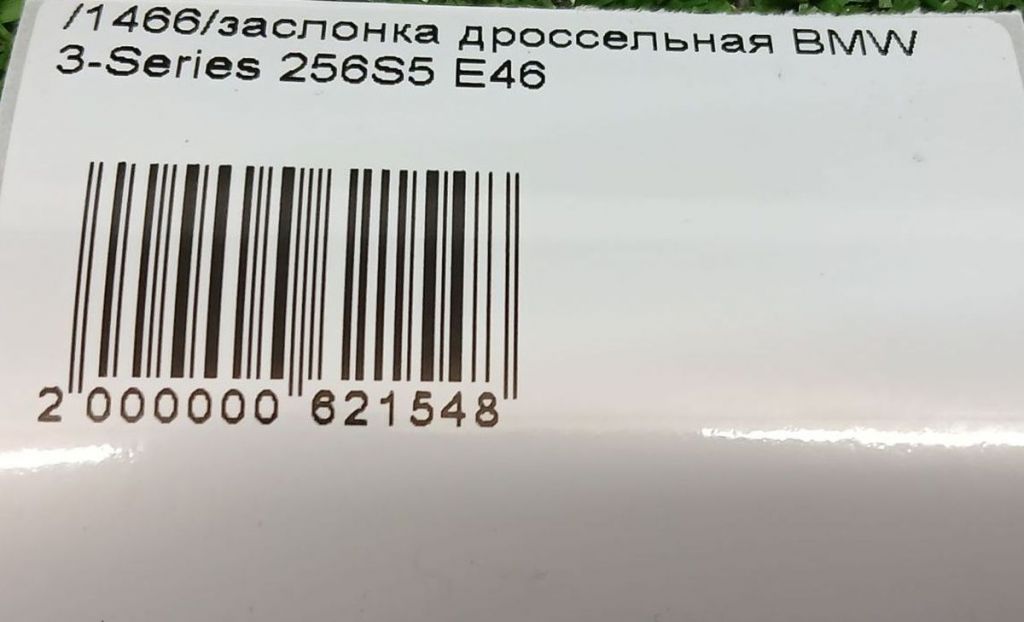 /1466/заслонка дроссельная BMW
3-Series 256S5 E46
2 000000 621548